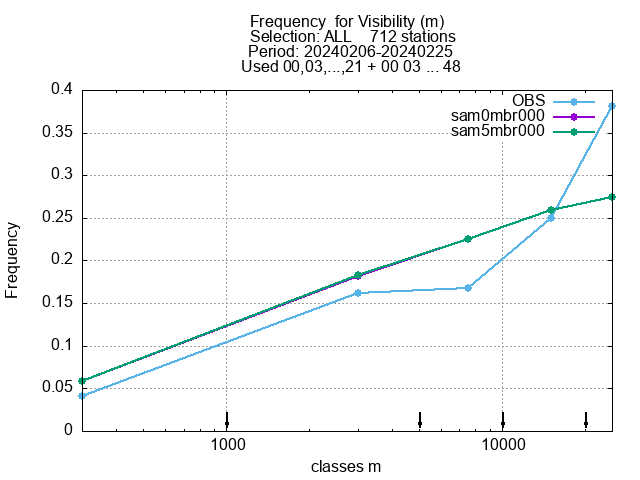 Frequency  for Visibility (m)
Selection: ALL    712 stations
Period: 20240206-20240225
Used 00,03,...,21 + 00 03 ... 48
OBS
sam0mbr000
sam5mbr000
0.4
0.35
0.3
0.25
0.2
0.15
0.1
0.05
0
Frequency
1000
10000
classes m